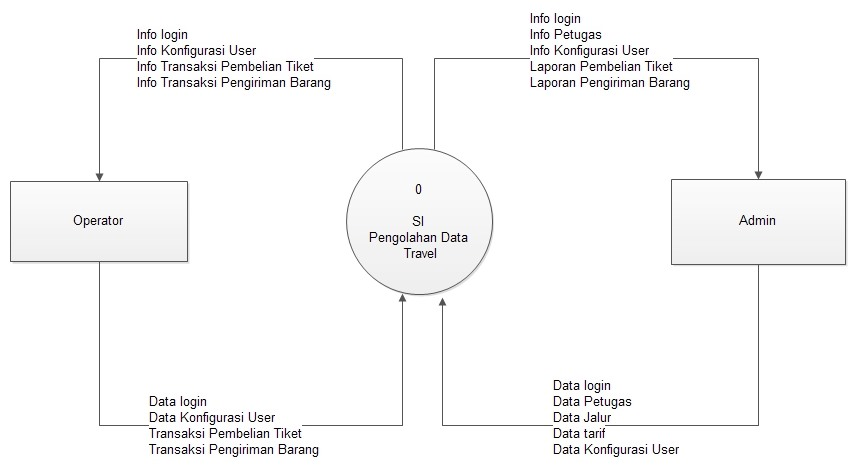 Info login
Info Konfigurasi User
Info Transaksi Pembelian Tiket
Info Transaksi Pengiriman Barang
Info login
Info Petugas
Info Konfigurasi User
Laporan Pembelian Tiket
Laporan Pengiriman Barang
Operator
0
SI
Pengolahan Data
Travel
Admin
Data login
Data Konfigurasi User
Transaksi Pembelian Tiket
Transaksi Pengiriman Barang
Data login
Data Petugas
Data Jalur
Data tarif
Data Konfigurasi User